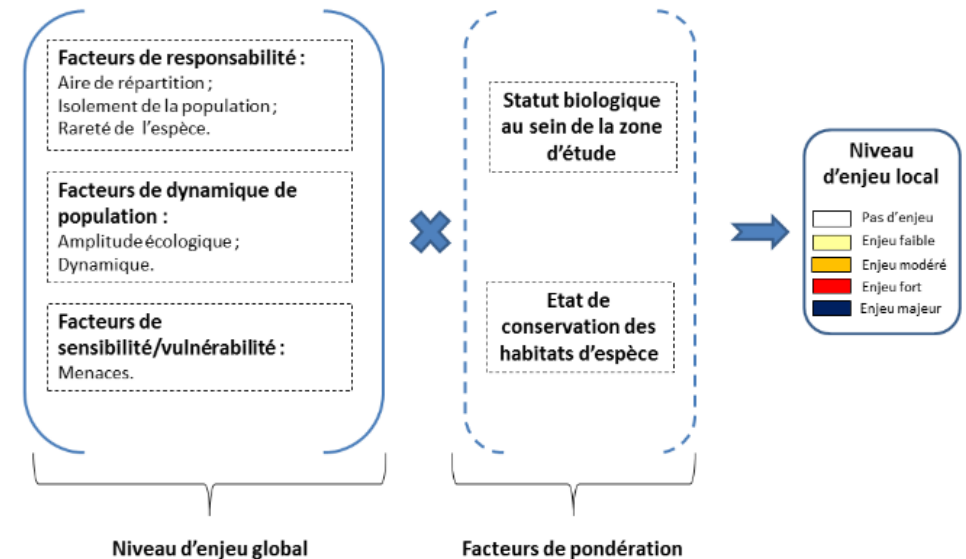 Facteurs de responsabilité :
Aire de répartition ;
Isolement de la population ;
Rareté de l'espèce.
Facteurs de dynamique de
population :
Amplitude écologique ;
Dynamique.
Facteurs de
sensibilité/vulnérabilité :
Menaces.
Niveau d'enjeu global
Statut biologique
au sein de la zone
d'étude
Etat de
conservation des
habitats d'espèce
Facteurs de pondération
Niveau
d'enjeu local
Pas d'enjeu
Enjeu faible
Enjeu modéré
Enjeu fort
Enjeu majeur